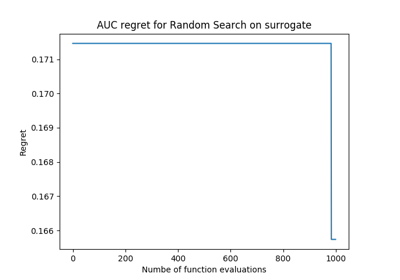 AUC regret for Random Search on surrogate
0.171
0.170
0.169
0.168
0.167
0.166
Regret
0 200 400 600 800 1000
Numbe of function evaluations